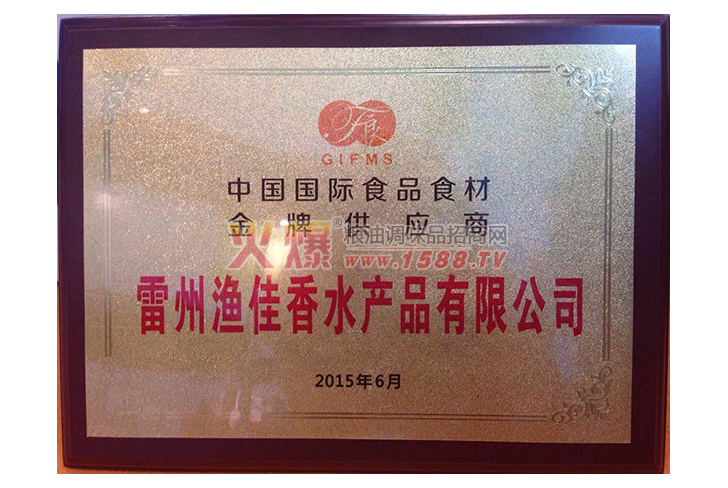 展
GIFMS
中国国际食品食材
金牌供应商
火爆®粮油调味品招商网
www.1588.TV
雷州渔佳香水产品有限公司
2015年6月